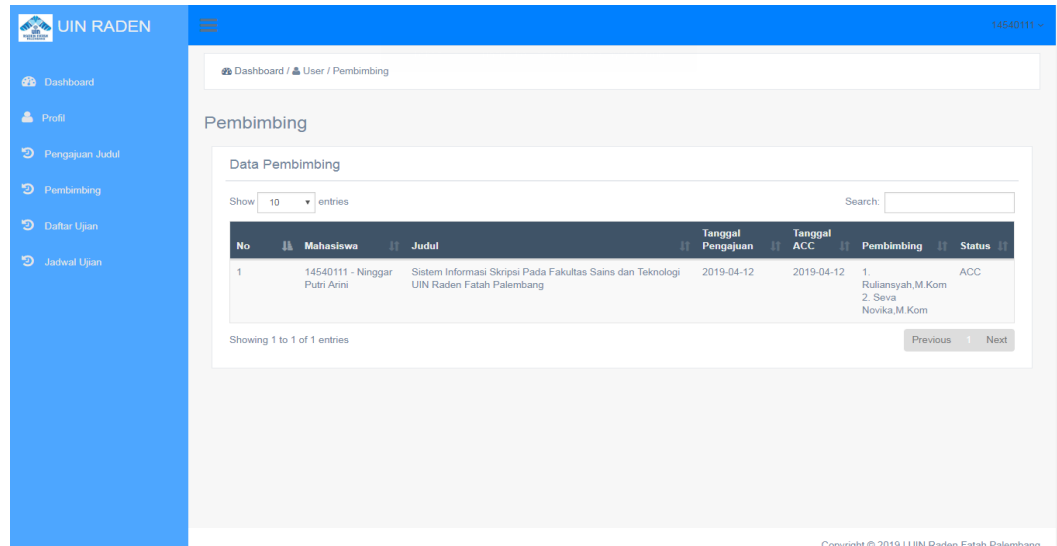 UIN RADEN
14540111
Dashboard
Profil
Pengajuan Judul
Pembimbing
Daftar Ujian
Jadwal Ujian
Dashboard / User / Pembimbing
Pembimbing
Data Pembimbing
Show 10 entries
Search:
No Mahasiswa Judul Tanggal Pengajuan Tanggal ACC Pembimbing Status
1 14540111 - Ninggar Putri Arini Sistem Informasi Skripsi Pada Fakultas Sains dan Teknologi UIN Raden Fatah Palembang 2019-04-12 2019-04-12 1. Ruliansyah,M.Kom 2. Seva Novika,M.Kom ACC
Showing 1 to 1 of 1 entries
Previous 1 Next
Copyright © 2019 | UIN Raden Fatah Palembang